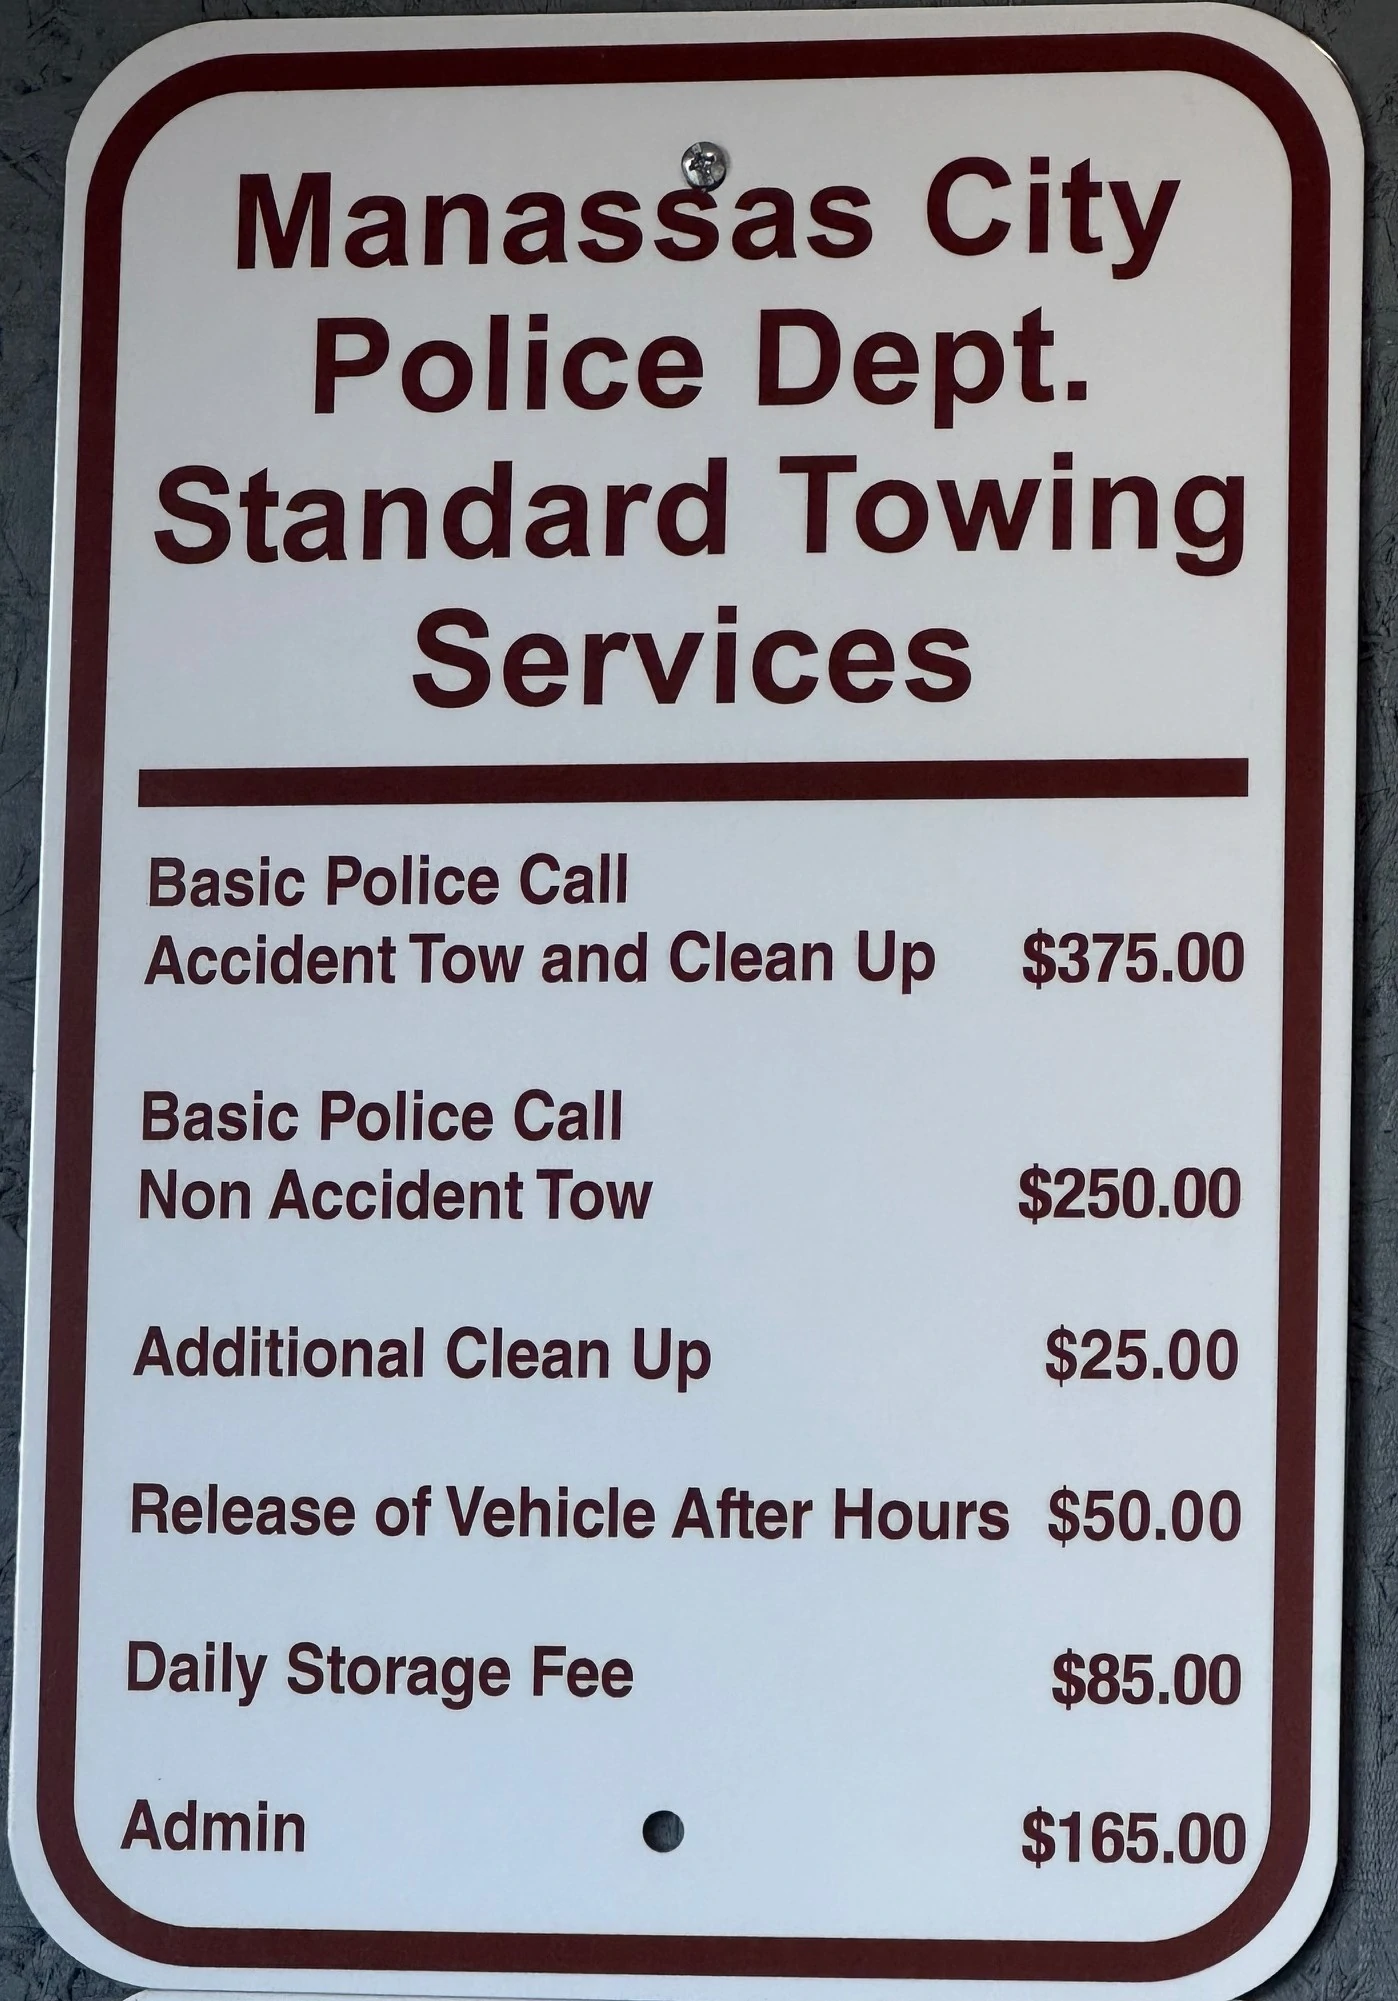 Manassas City
Police Dept.
Standard Towing
Services
Basic Police Call
Accident Tow and Clean Up $375.00
Basic Police Call
Non Accident Tow $250.00
Additional Clean Up $25.00
Release of Vehicle After Hours $50.00
Daily Storage Fee $85.00
Admin $165.00